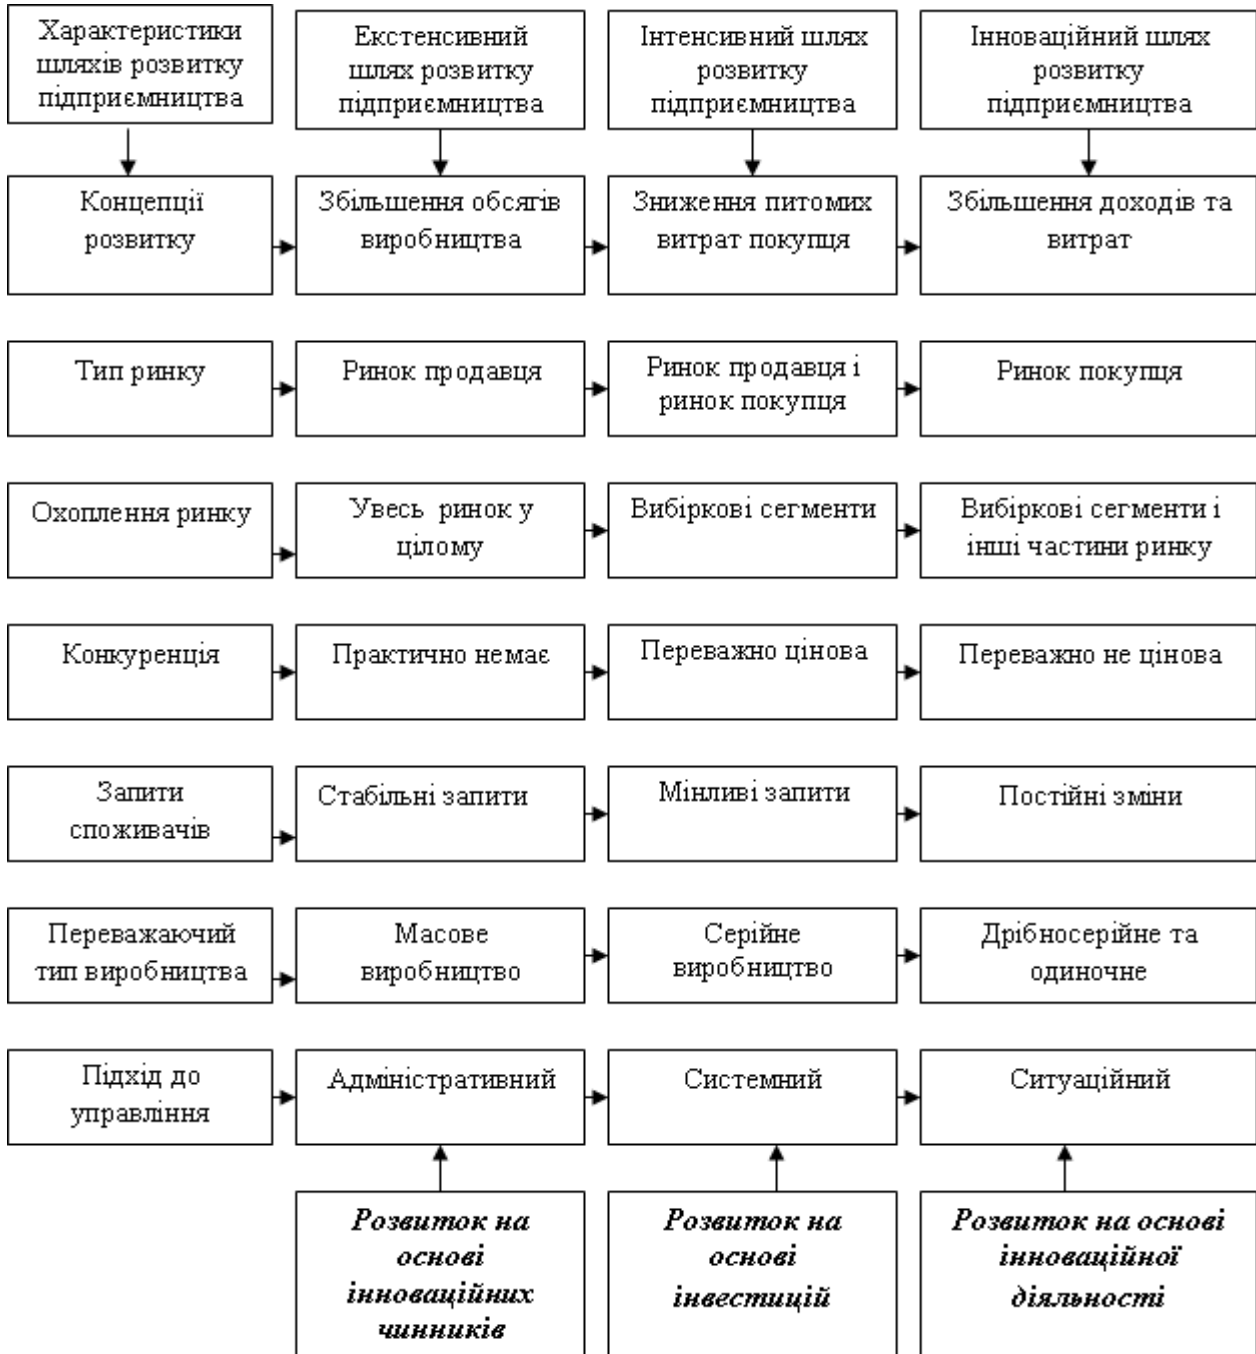 Характеристики
шляхів розвитку
підприємництва
Екстенсивний
шлях розвитку
підприємництва
Інтенсивний шлях
розвитку
підприємництва
Інноваційний шлях
розвитку
підприємництва
Концепції
розвитку
Збільшення обсягів
виробництва
Зниження питомих
витрат покупця
Збільшення доходів та
витрат
Тип ринку
Ринок продавця
Ринок продавця і
ринок покупця
Ринок покупця
Охоплення ринку
Увесь ринок у
цілому
Вибіркові сегменти
Вибіркові сегменти і
інші частини ринку
Конкуренція
Практично немає
Переважно цінова
Переважно не цінова
Запити
споживачів
Стабільні запити
Мінливі запити
Постійні зміни
Переважаючий
тип виробництва
Масове
виробництво
Серійне
виробництво
Дрібносерійне та
одиночне
Підхід до
управління
Адміністративний
Системний
Ситуаційний
Розвиток на
основі
інноваційних
чинників
Розвиток на
основі
інвестицій
Розвиток на основі
інноваційної
діяльності